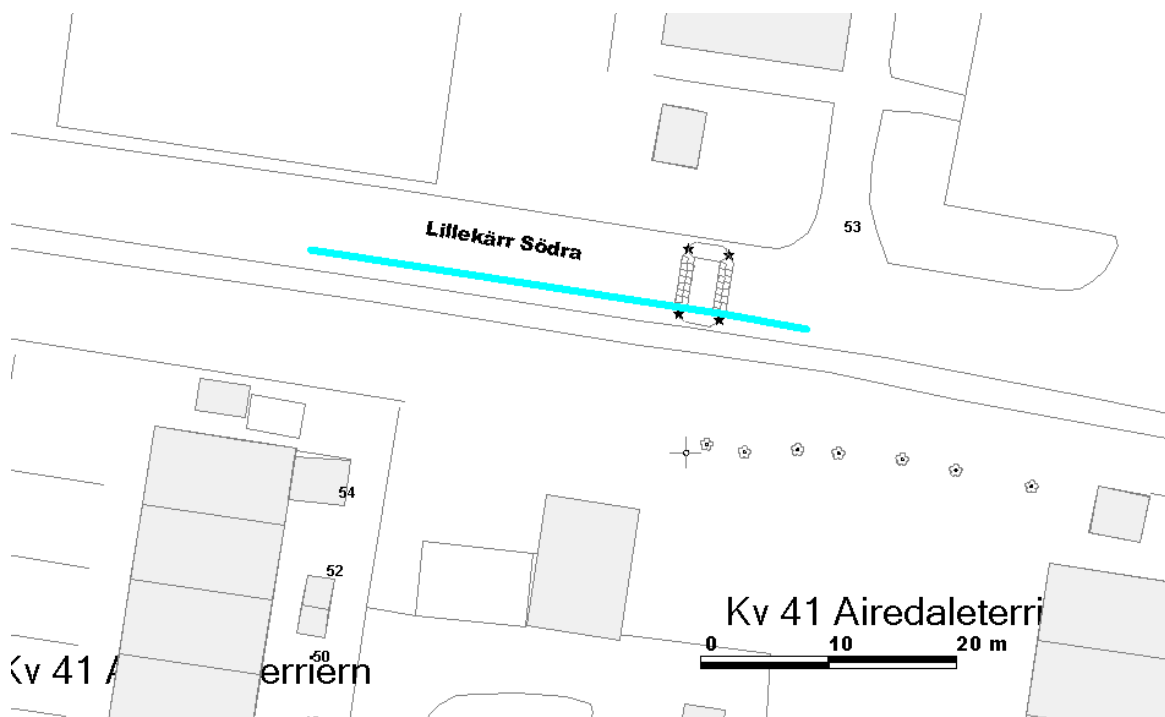 53
Lillekärr Södra
54
52
Kv 41 Airedaleterri
0 10 20 m
50
Kv 41 A erriern